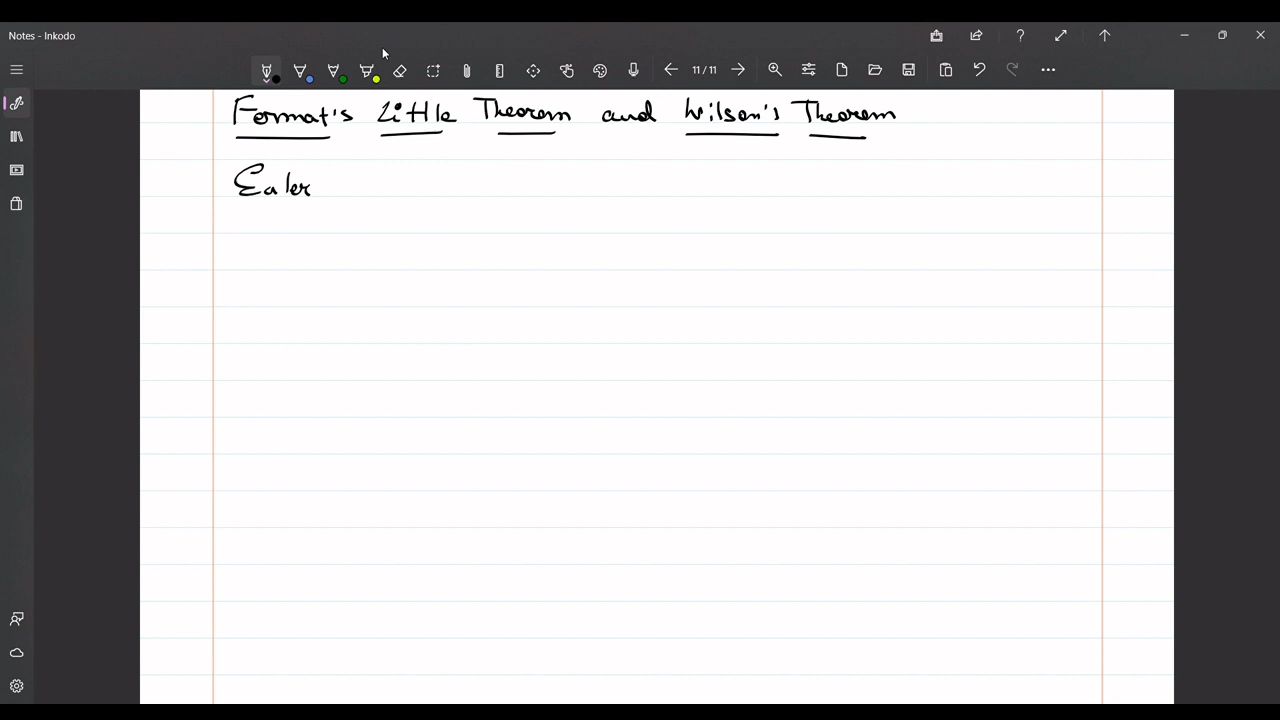 Notes - Inkodo
11 / 11
Fermat's Little Theorem and Wilson's Theorem
Euler